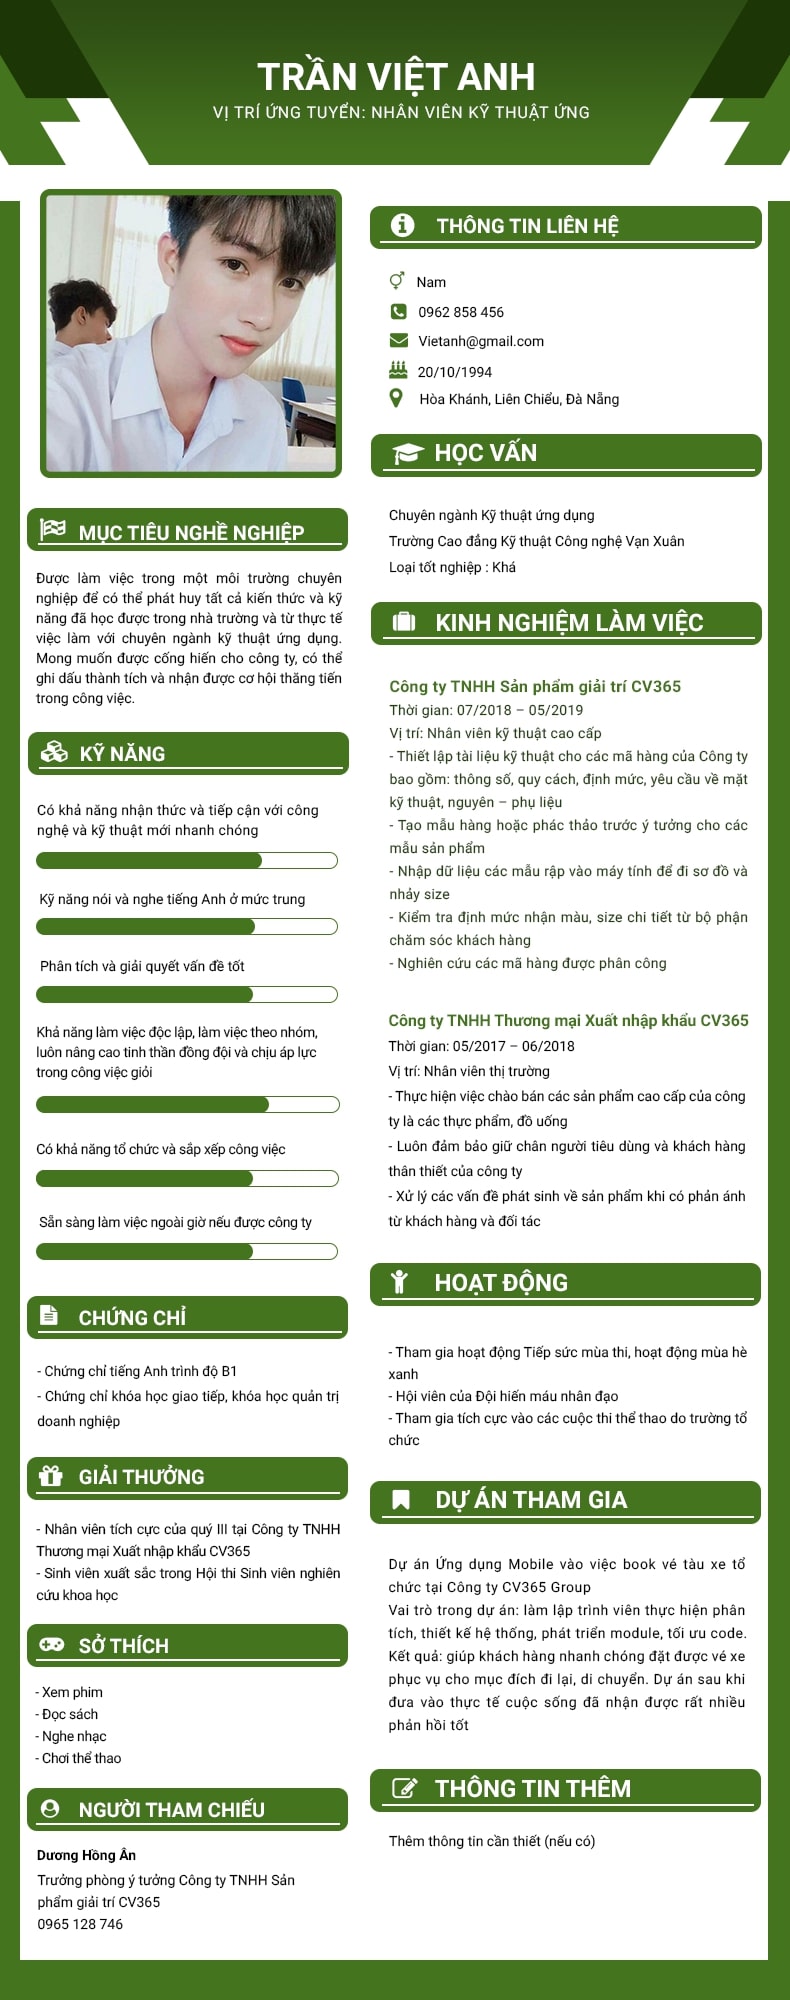 TRẦN VIỆT ANH
VỊ TRÍ ỨNG TUYỂN: NHÂN VIÊN KỸ THUẬT ỨNG
MỤC TIÊU NGHỀ NGHIỆP
Được làm việc trong một môi trường chuyên
nghiệp để có thể phát huy tất cả kiến thức và kỹ
năng đã học được trong nhà trường và từ thực tế
việc làm với chuyên ngành kỹ thuật ứng dụng.
Mong muốn được cống hiến cho công ty, có thể
ghi dấu thành tích và nhận được cơ hội thăng tiến
trong công việc.
KỸ NĂNG
Có khả năng nhận thức và tiếp cận với công
nghệ và kỹ thuật mới nhanh chóng
Kỹ năng nói và nghe tiếng Anh ở mức trung
Phân tích và giải quyết vấn đề tốt
Khả năng làm việc độc lập, làm việc theo nhóm,
luôn nâng cao tinh thần đồng đội và chịu áp lực
trong công việc giỏi
Có khả năng tổ chức và sắp xếp công việc
Sẵn sàng làm việc ngoài giờ nếu được công ty
CHỨNG CHỈ
- Chứng chỉ tiếng Anh trình độ B1
- Chứng chỉ khóa học giao tiếp, khóa học quản trị
doanh nghiệp
GIẢI THƯỞNG
- Nhân viên tích cực của quý III tại Công ty TNHH
Thương mại Xuất nhập khẩu CV365
- Sinh viên xuất sắc trong Hội thi Sinh viên nghiên
cứu khoa học
SỞ THÍCH
- Xem phim
- Đọc sách
- Nghe nhạc
- Chơi thể thao
NGƯỜI THAM CHIẾU
Dương Hồng Ân
Trưởng phòng ý tưởng Công ty TNHH Sản
phẩm giải trí CV365
0965 128 746
THÔNG TIN LIÊN HỆ
Nam
0962 858 456
Vietanh@gmail.com
20/10/1994
Hòa Khánh, Liên Chiểu, Đà Nẵng
HỌC VẤN
Chuyên ngành Kỹ thuật ứng dụng
Trường Cao đẳng Kỹ thuật Công nghệ Vạn Xuân
Loại tốt nghiệp : Khá
KINH NGHIỆM LÀM VIỆC
Công ty TNHH Sản phẩm giải trí CV365
Thời gian: 07/2018 – 05/2019
Vị trí: Nhân viên kỹ thuật cao cấp
- Thiết lập tài liệu kỹ thuật cho các mã hàng của Công ty
bao gồm: thông số, quy cách, định mức, yêu cầu về mặt
kỹ thuật, nguyên – phụ liệu
- Tạo mẫu hàng hoặc phác thảo trước ý tưởng cho các
mẫu sản phẩm
- Nhập dữ liệu các mẫu rập vào máy tính để đi sơ đồ và
nhảy size
- Kiểm tra định mức nhận màu, size chi tiết từ bộ phận
chăm sóc khách hàng
- Nghiên cứu các mã hàng được phân công
Công ty TNHH Thương mại Xuất nhập khẩu CV365
Thời gian: 05/2017 – 06/2018
Vị trí: Nhân viên thị trường
- Thực hiện việc chào bán các sản phẩm cao cấp của công
ty là các thực phẩm, đồ uống
- Luôn đảm bảo giữ chân người tiêu dùng và khách hàng
thân thiết của công ty
- Xử lý các vấn đề phát sinh về sản phẩm khi có phản ánh
từ khách hàng và đối tác
HOẠT ĐỘNG
- Tham gia hoạt động Tiếp sức mùa thi, hoạt động mùa hè
xanh
- Hội viên của Đội hiến máu nhân đạo
- Tham gia tích cực vào các cuộc thi thể thao do trường tổ
chức
DỰ ÁN THAM GIA
Dự án Ứng dụng Mobile vào việc book vé tàu xe tổ
chức tại Công ty CV365 Group
Vai trò trong dự án: làm lập trình viên thực hiện phân
tích, thiết kế hệ thống, phát triển module, tối ưu code.
Kết quả: giúp khách hàng nhanh chóng đặt được vé xe
phục vụ cho mục đích đi lại, di chuyển. Dự án sau khi
đưa vào thực tế cuộc sống đã nhận được rất nhiều
phản hồi tốt
THÔNG TIN THÊM
Thêm thông tin cần thiết (nếu có)